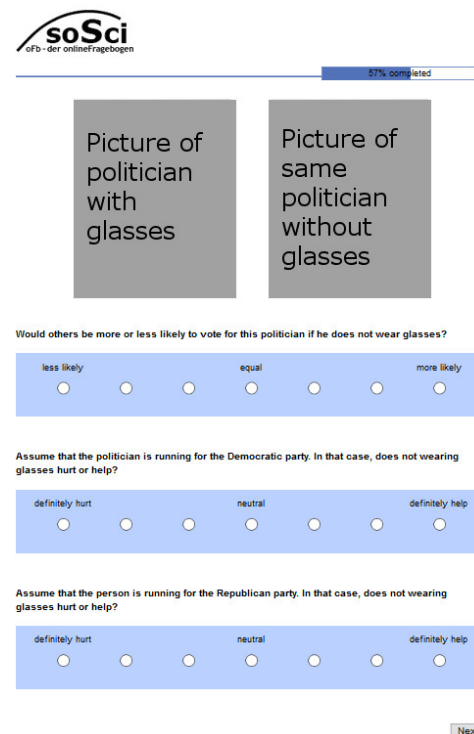 soSci
oFb - der onlineFragebogen
57% completed
Picture of
politician
with
glasses
Picture of
same
politician
without
glasses
Would others be more or less likely to vote for this politician if he does not wear glasses?
less likely equal more likely
Assume that the politician is running for the Democratic party. In that case, does not wearing
glasses hurt or help?
definitely hurt neutral definitely help
Assume that the person is running for the Republican party. In that case, does not wearing
glasses hurt or help?
definitely hurt neutral definitely help